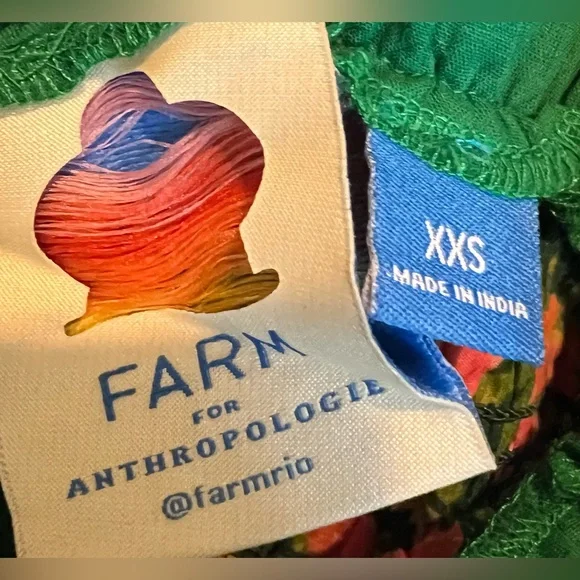 FARM
FOR
ANTHROPOLOGIE
@farmrio
XXS
MADE IN INDIA